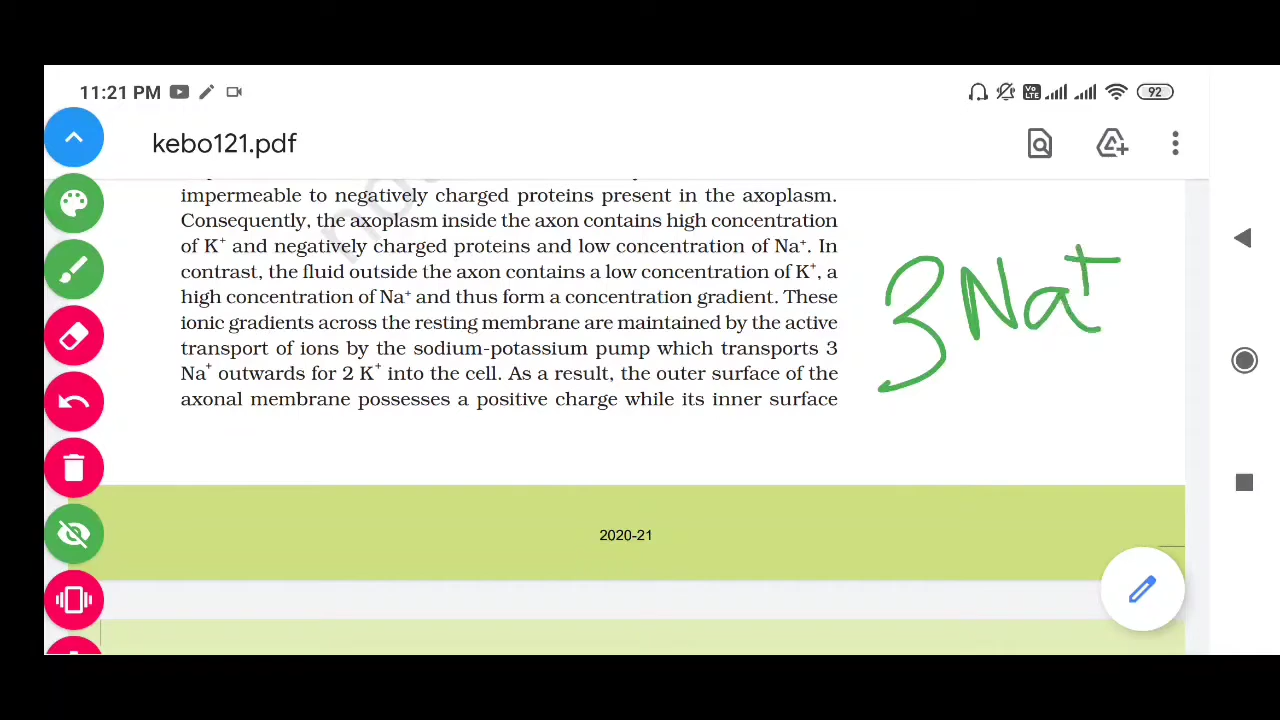 11:21 PM
Vo LTE
92
kebo121.pdf
impermeable to negatively charged proteins present in the axoplasm.
Consequently, the axoplasm inside the axon contains high concentration
of K⁺ and negatively charged proteins and low concentration of Na⁺. In
contrast, the fluid outside the axon contains a low concentration of K⁺, a
high concentration of Na⁺ and thus form a concentration gradient. These
ionic gradients across the resting membrane are maintained by the active
transport of ions by the sodium-potassium pump which transports 3
Na⁺ outwards for 2 K⁺ into the cell. As a result, the outer surface of the
axonal membrane possesses a positive charge while its inner surface
3Na⁺
2020-21